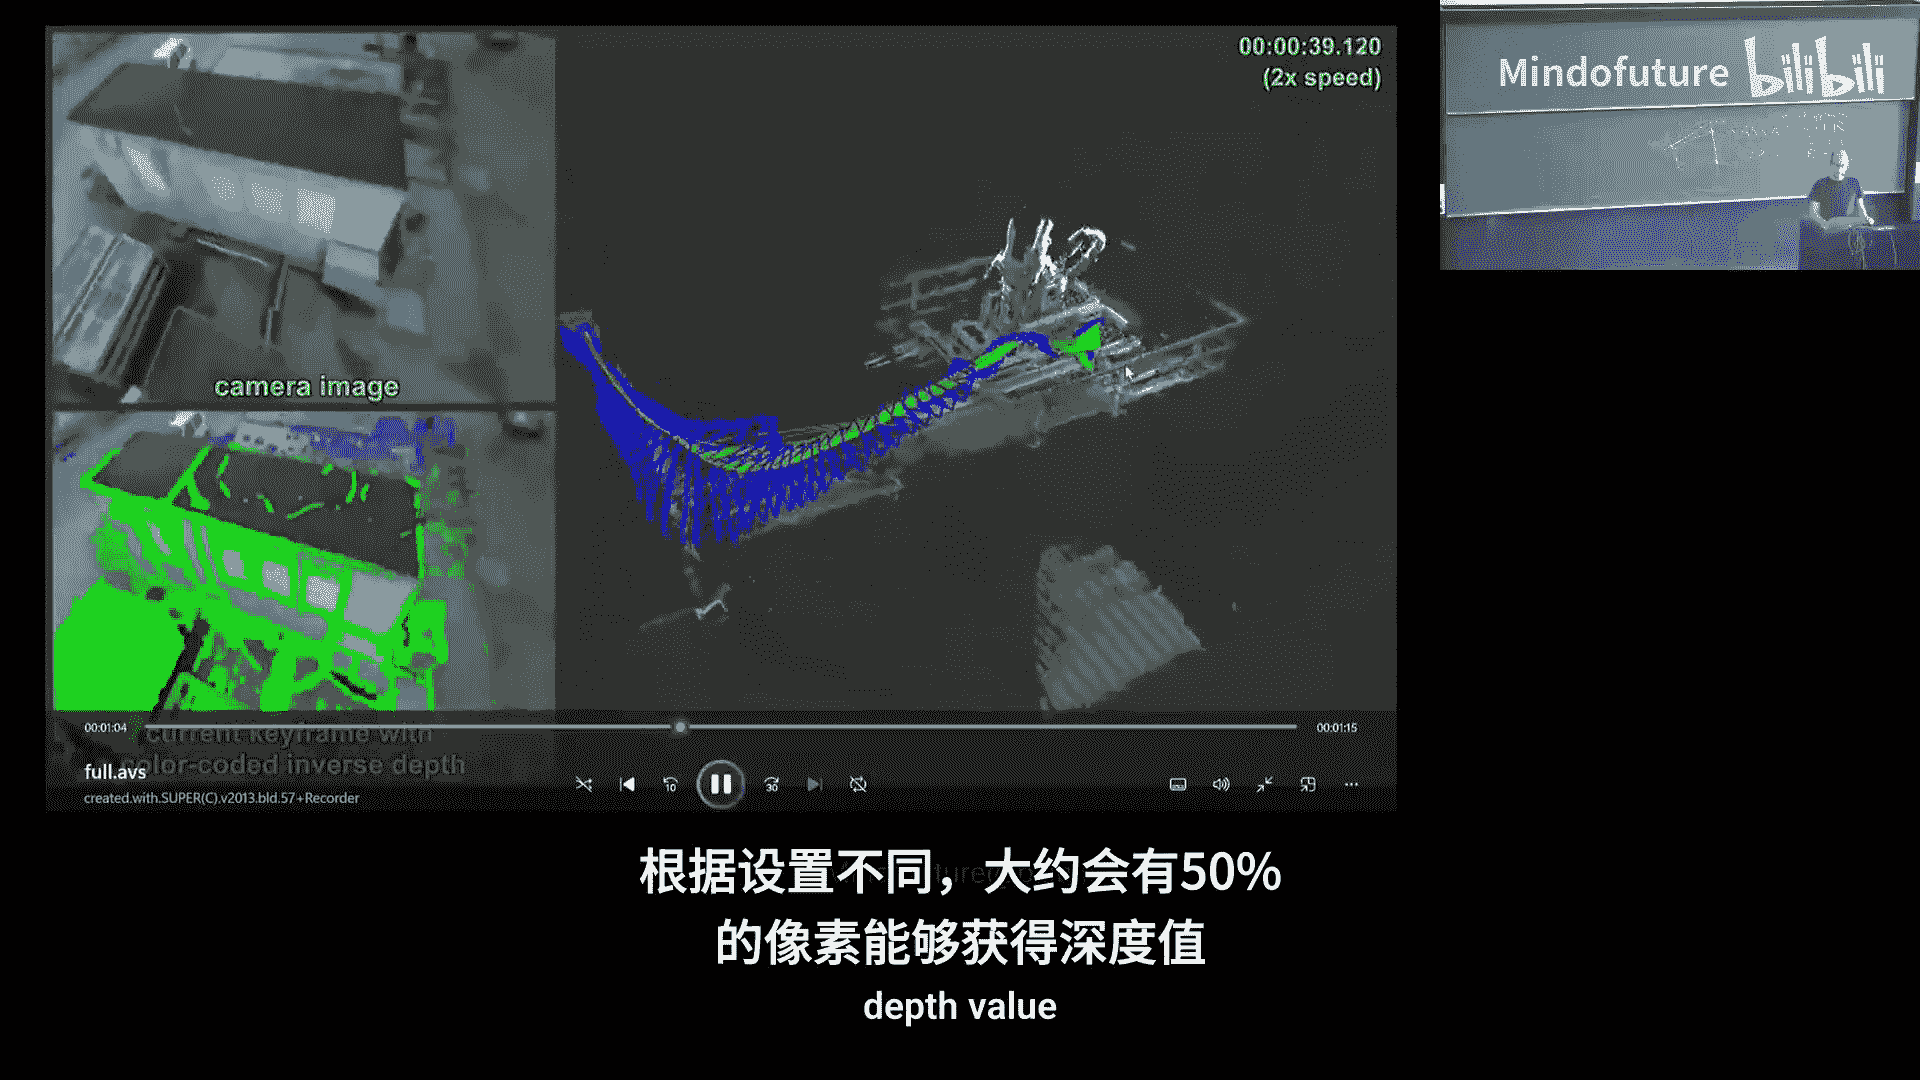 00:00:39.120
(2x speed)
Mindofuture bilibili
camera image
00:01:04
00:01:15
current keyframe with
color-coded inverse depth
full.avs
created.with.SUPER(C).v2013.bld.57+Recorder
10
30
根据设置不同，大约会有50%
的像素能够获得深度值
depth value